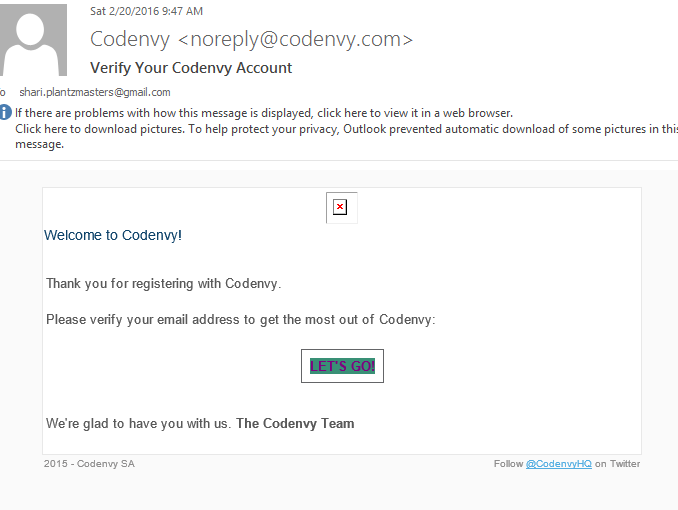 Sat 2/20/2016 9:47 AM
Codenvy <noreply@codenvy.com>
Verify Your Codenvy Account
o shari.plantzmasters@gmail.com
If there are problems with how this message is displayed, click here to view it in a web browser.
Click here to download pictures. To help protect your privacy, Outlook prevented automatic download of some pictures in this
message.
Welcome to Codenvy!
Thank you for registering with Codenvy.
Please verify your email address to get the most out of Codenvy:
LET'S GO!
We're glad to have you with us. The Codenvy Team
2015 - Codenvy SA Follow @CodenvyHQ on Twitter